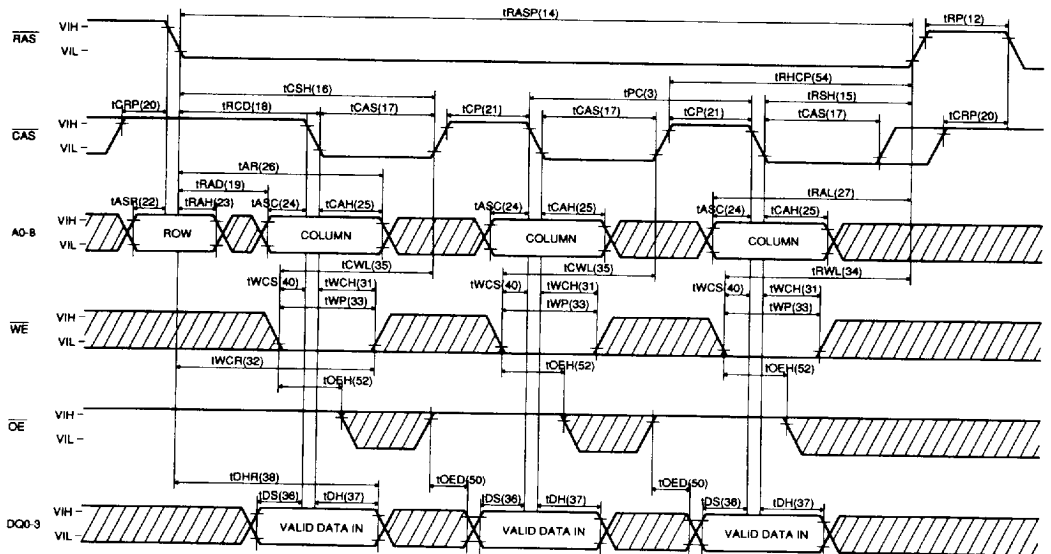 tRASP(14) tRP(12)
RAS VIH
VIL
tRHCP(54)
tCSH(16) tPC(3) tRSH(15)
tCRP(20) tRCD(18) tCAS(17) tCP(21) tCAS(17) tCP(21) tCAS(17) tCRP(20)
CAS VIH
VIL
tAR(26)
tRAD(19) tRAL(27)
tASR(22) tRAH(23) tASC(24) tCAH(25) tASC(24) tCAH(25) tASC(24) tCAH(25)
A0-8 VIH
VIL
ROW COLUMN COLUMN COLUMN
tCWL(35) tCWL(35) tRWL(34)
tWCS(40) tWCH(31) tWCS(40) tWCH(31) tWCS(40) tWCH(31)
tWP(33) tWP(33) tWP(33)
WE VIH
VIL
tWCR(32) tOEH(52) tOEH(52) tOEH(52)
OE VIH
VIL
tDHR(38) tOED(50) tOED(50)
tDS(36) tDH(37) tDS(36) tDH(37) tDS(36) tDH(37)
DQ0-3 VIH
VIL
VALID DATA IN VALID DATA IN VALID DATA IN